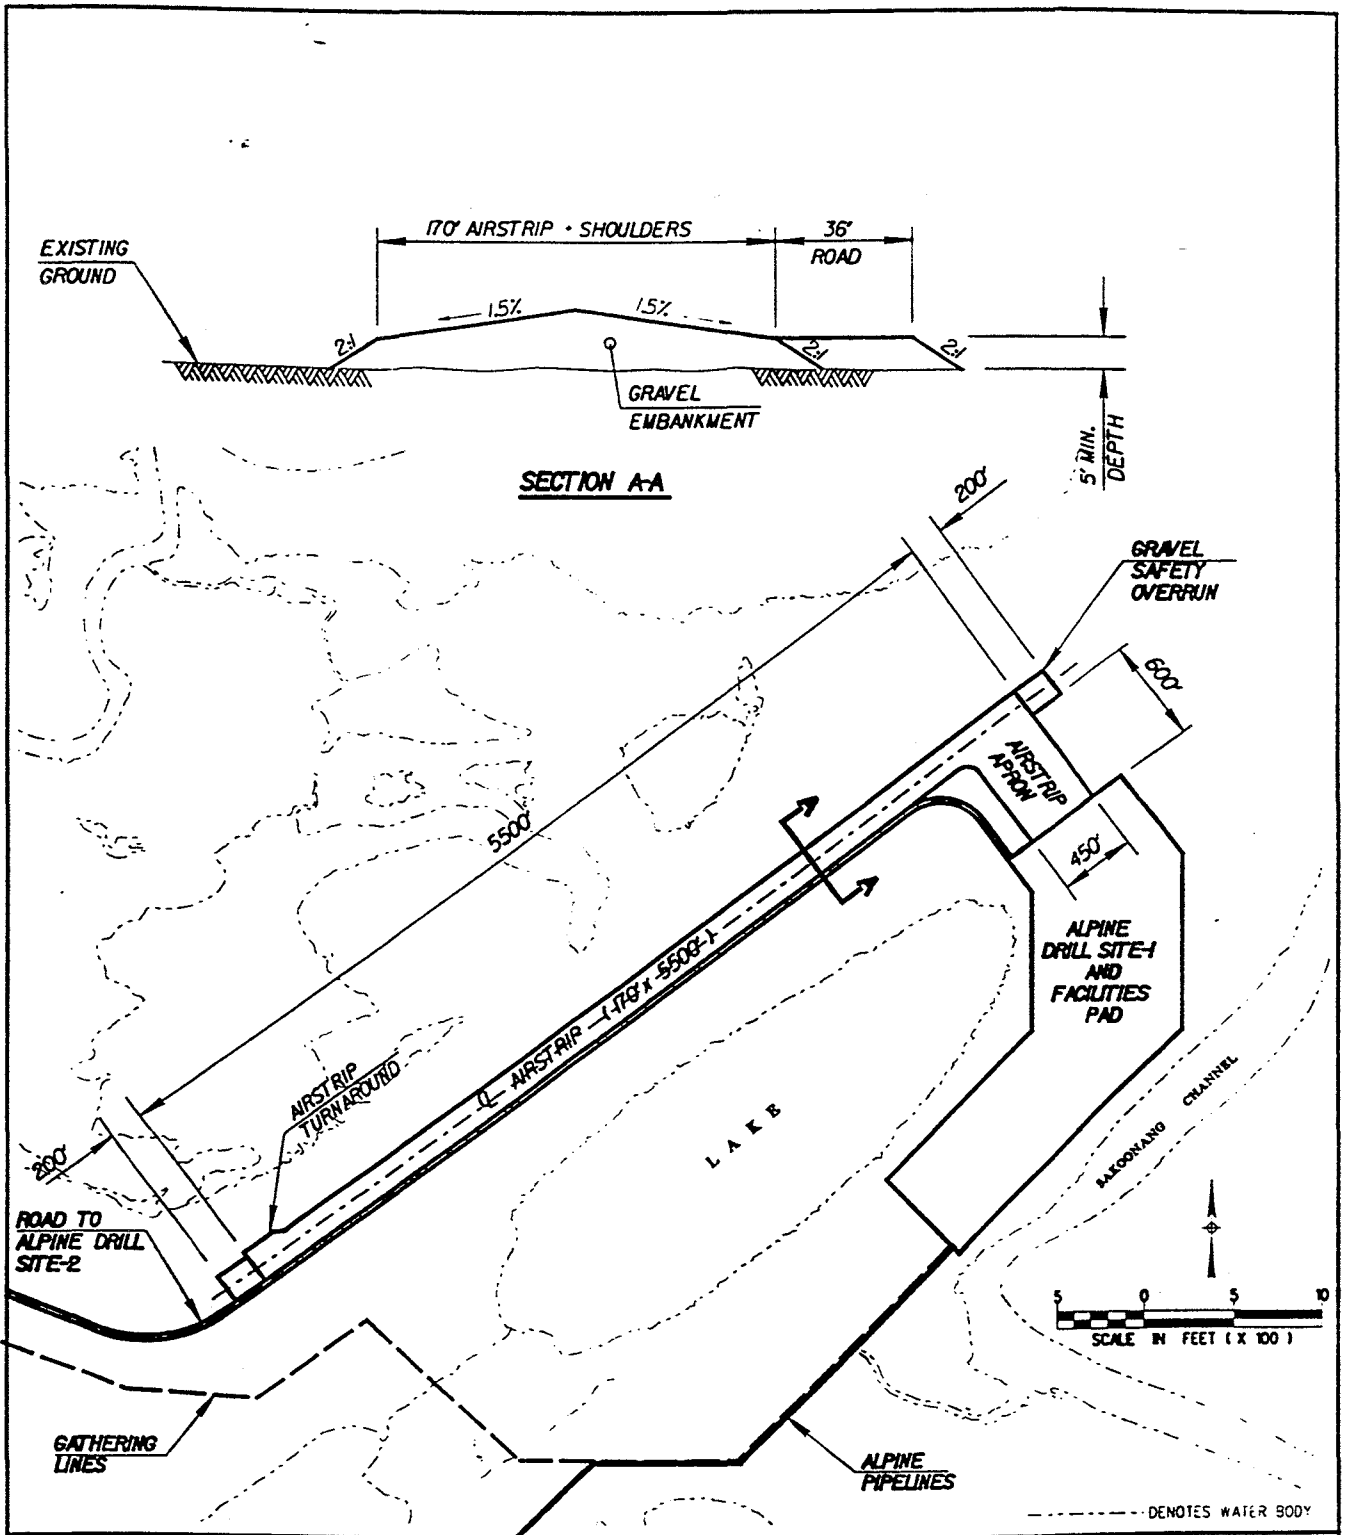 170' AIRSTRIP + SHOULDERS
36'
ROAD
EXISTING
GROUND
1.5%
1.5%
2:1
2:1
2:1
GRAVEL
EMBANKMENT
5' MIN.
DEPTH
SECTION A-A
200'
GRAVEL
SAFETY
OVERRUN
600'
AIRSTRIP
APRON
5500'
450'
ALPINE
DRILL SITE-1
AND
FACILITIES
PAD
℄ AIRSTRIP (170' x 5500')
AIRSTRIP
TURNAROUND
LAKE
SAKOONANG CHANNEL
200'
ROAD TO
ALPINE DRILL
SITE-2
5 0 5 10
SCALE IN FEET ( X 100 )
GATHERING
LINES
ALPINE
PIPELINES
DENOTES WATER BODY